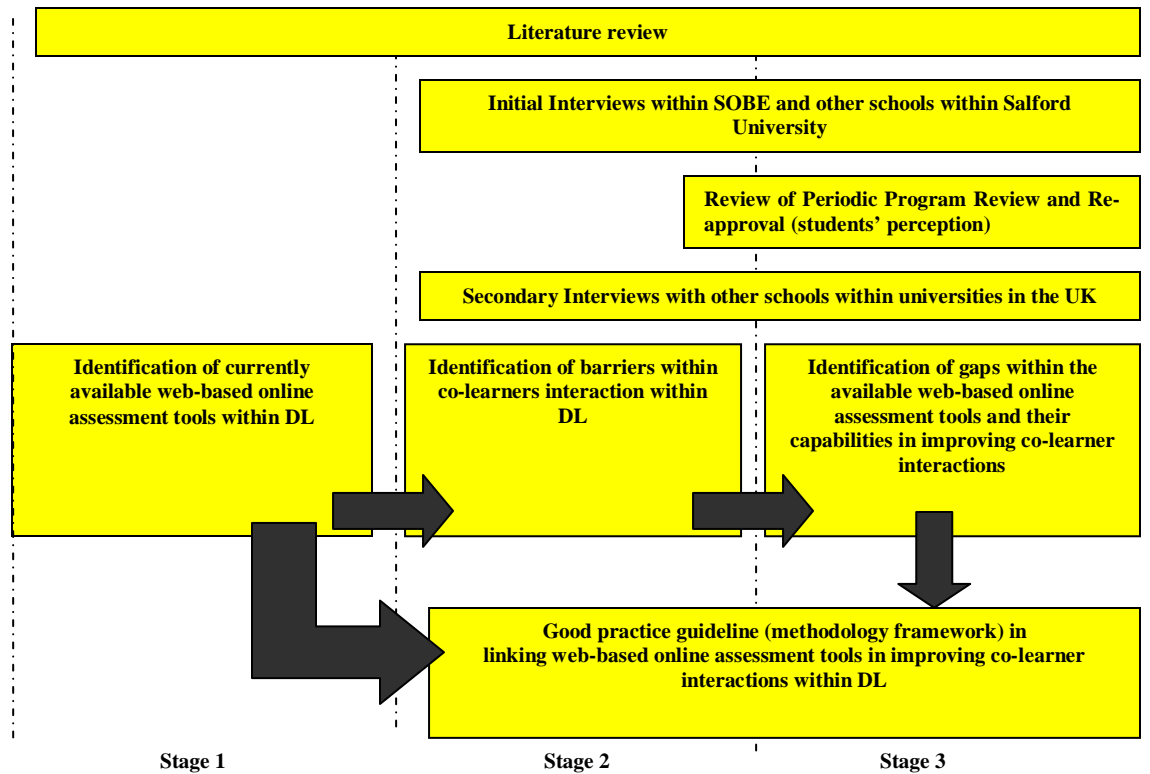 Literature review
Initial Interviews within SOBE and other schools within Salford
University
Review of Periodic Program Review and Re-
approval (students’ perception)
Secondary Interviews with other schools within universities in the UK
Identification of currently
available web-based online
assessment tools within DL
Identification of barriers within
co-learners interaction within
DL
Identification of gaps within the
available web-based online
assessment tools and their
capabilities in improving co-learner
interactions
Good practice guideline (methodology framework) in
linking web-based online assessment tools in improving co-learner
interactions within DL
Stage 1
Stage 2
Stage 3